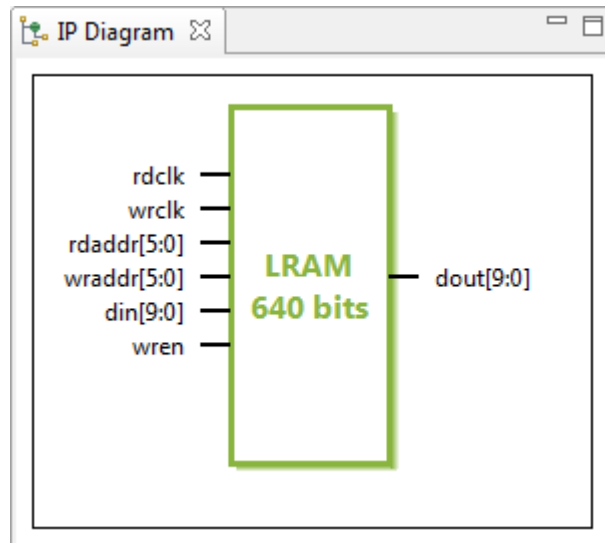 IP Diagram
rdclk
wrclk
rdaddr[5:0]
wraddr[5:0]
din[9:0]
wren
LRAM
640 bits
dout[9:0]